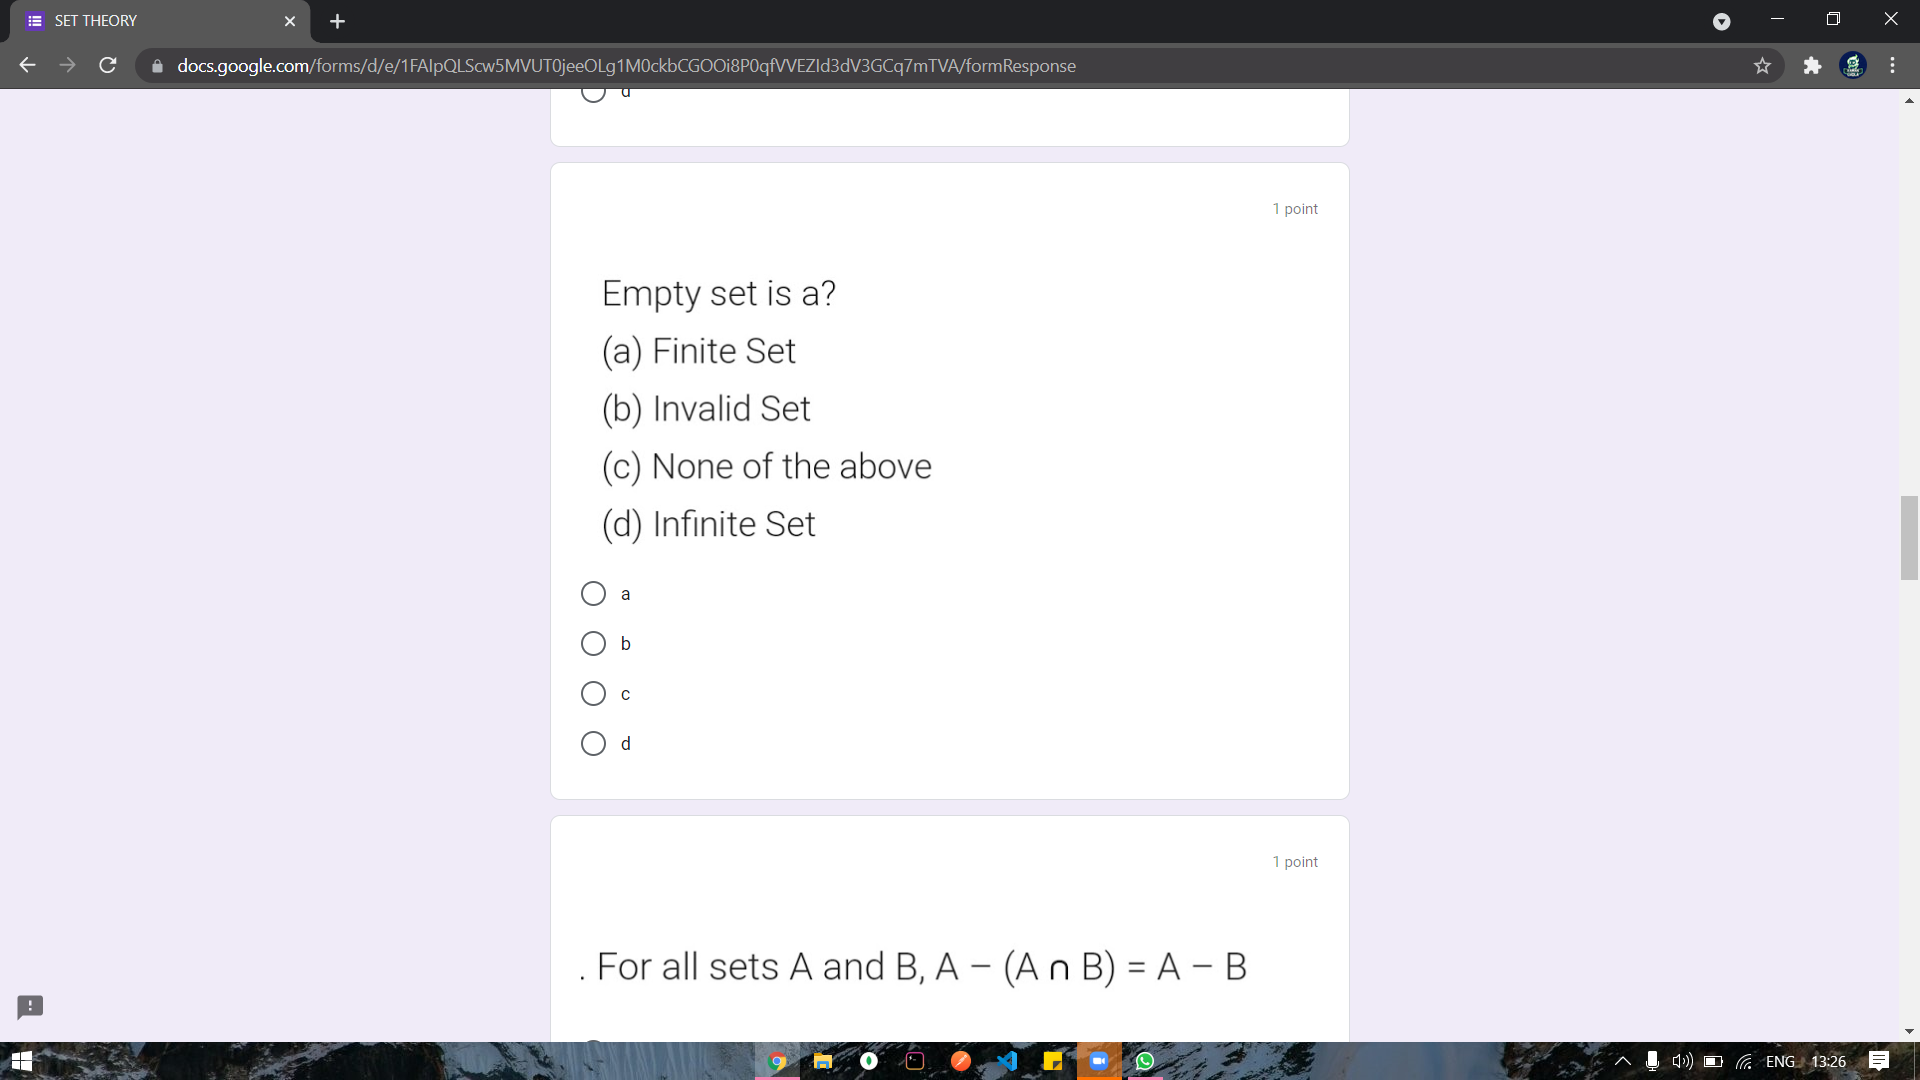 SET THEORY
docs.google.com/forms/d/e/1FAIpQLScw5MVUT0jeeOLg1M0ckbCGOOi8P0qfVVEZId3dV3GCq7mTVA/formResponse
d
1 point
Empty set is a?
(a) Finite Set
(b) Invalid Set
(c) None of the above
(d) Infinite Set
a
b
c
d
1 point
. For all sets A and B, A – (A ∩ B) = A – B
ENG 13:26